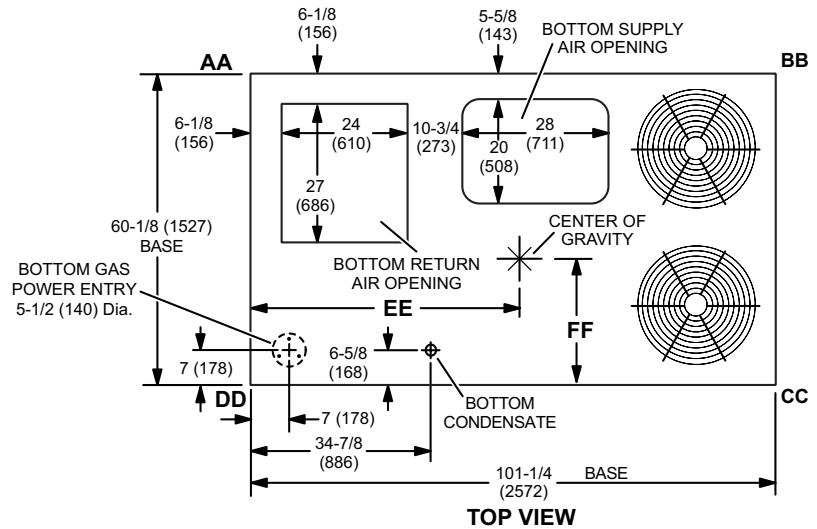 6-1/8
(156)
5-5/8
(143)
BOTTOM SUPPLY
AIR OPENING
AA
BB
6-1/8
(156)
24
(610)
10-3/4
(273)
28
(711)
20
(508)
27
(686)
60-1/8 (1527)
BASE
CENTER OF
GRAVITY
BOTTOM RETURN
AIR OPENING
BOTTOM GAS
POWER ENTRY
5-1/2 (140) Dia.
EE
FF
7 (178)
6-5/8
(168)
DD
CC
7 (178)
BOTTOM
CONDENSATE
34-7/8
(886)
101-1/4
(2572)
BASE
TOP VIEW